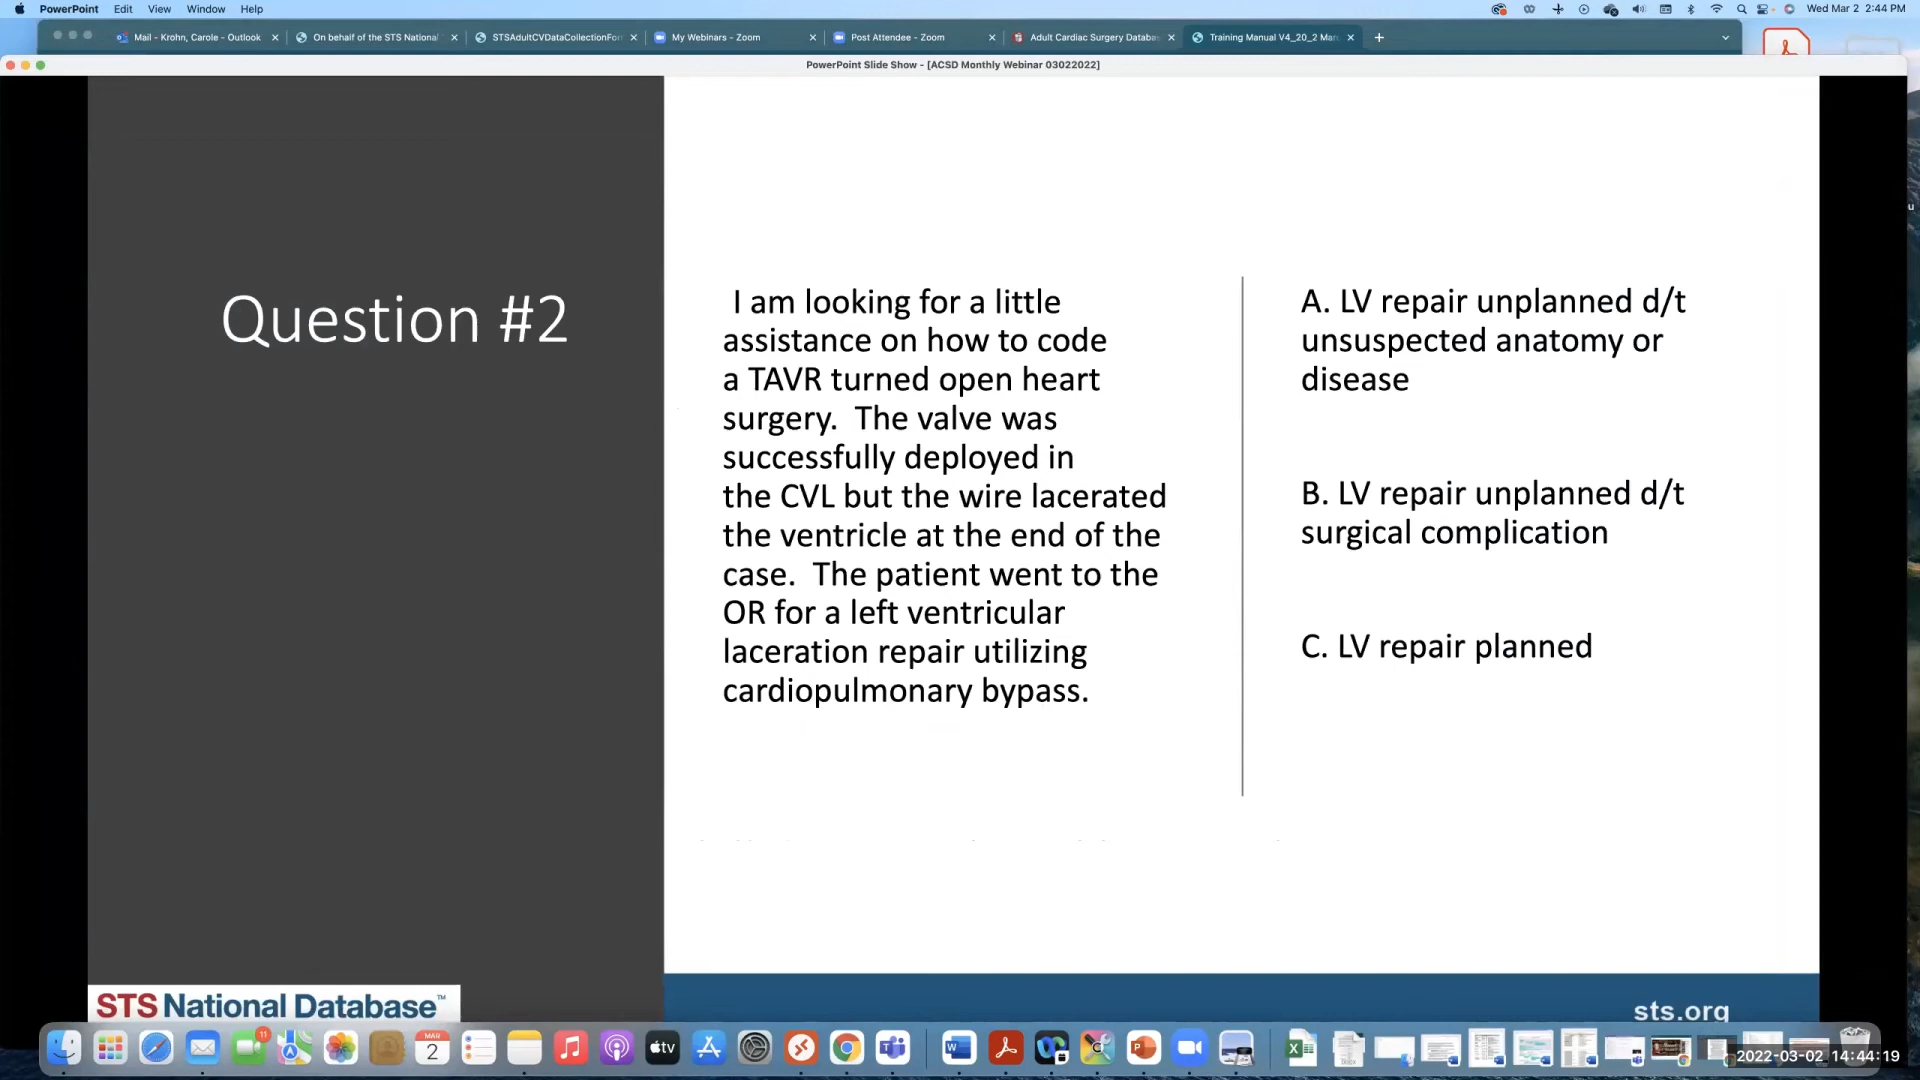 PowerPoint Edit View Window Help Wed Mar 2 2:44 PM
Mail - Krohn, Carole - Outlook On behalf of the STS National STSAdultCVDataCollectionFor My Webinars - Zoom Post Attendee - Zoom Adult Cardiac Surgery Databa Training Manual V4_20_2 Mar
PowerPoint Slide Show - [ACSD Monthly Webinar 03022022]
Question #2
I am looking for a little
assistance on how to code
a TAVR turned open heart
surgery. The valve was
successfully deployed in
the CVL but the wire lacerated
the ventricle at the end of the
case. The patient went to the
OR for a left ventricular
laceration repair utilizing
cardiopulmonary bypass.
A. LV repair unplanned d/t
unsuspected anatomy or
disease
B. LV repair unplanned d/t
surgical complication
C. LV repair planned
STS National Database™
sts.org
11
MAR
2
tv
2022-03-02 14:44:19